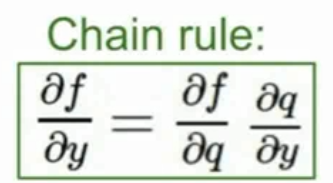 Chain rule:
∂f/∂y = ∂f/∂q ∂q/∂y